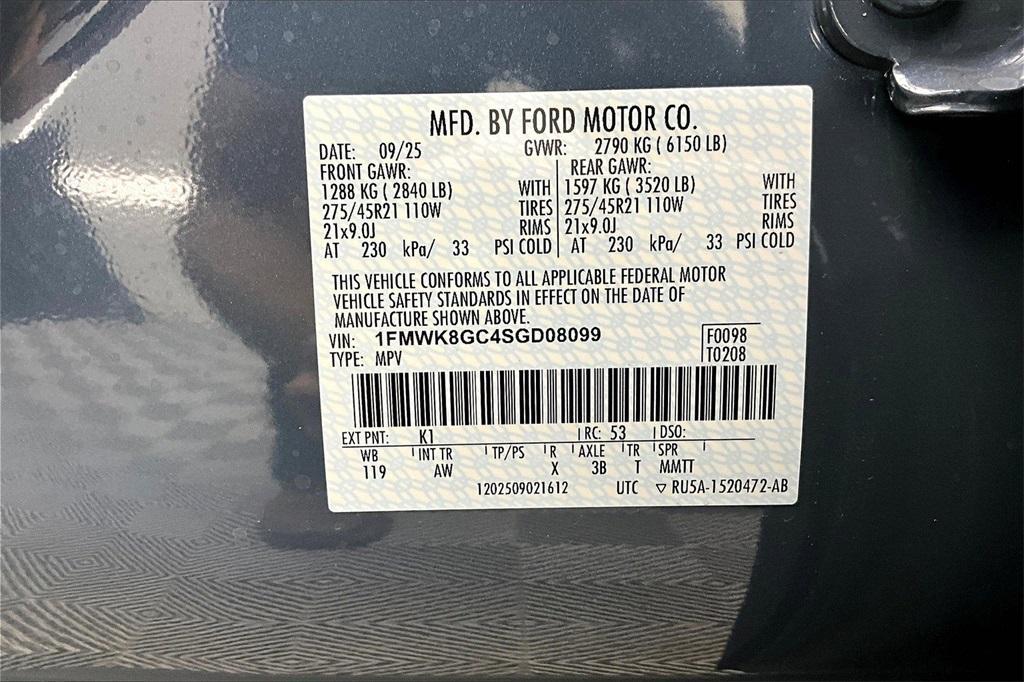 MFD. BY FORD MOTOR CO.
DATE: 09/25 GVWR: 2790 KG ( 6150 LB)
FRONT GAWR: REAR GAWR:
1288 KG ( 2840 LB) WITH 1597 KG ( 3520 LB) WITH
275/45R21 110W TIRES 275/45R21 110W TIRES
21x9.0J RIMS 21x9.0J RIMS
AT 230 kPa/ 33 PSI COLD AT 230 kPa/ 33 PSI COLD
THIS VEHICLE CONFORMS TO ALL APPLICABLE FEDERAL MOTOR
VEHICLE SAFETY STANDARDS IN EFFECT ON THE DATE OF
MANUFACTURE SHOWN ABOVE.
VIN: 1FMWK8GC4SGD08099 F0098
TYPE: MPV T0208
EXT PNT: K1 RC: 53 DSO:
WB INT TR TP/PS R AXLE TR SPR
119 AW X 3B T MMTT
1202509021612 UTC ▽ RU5A-1520472-AB